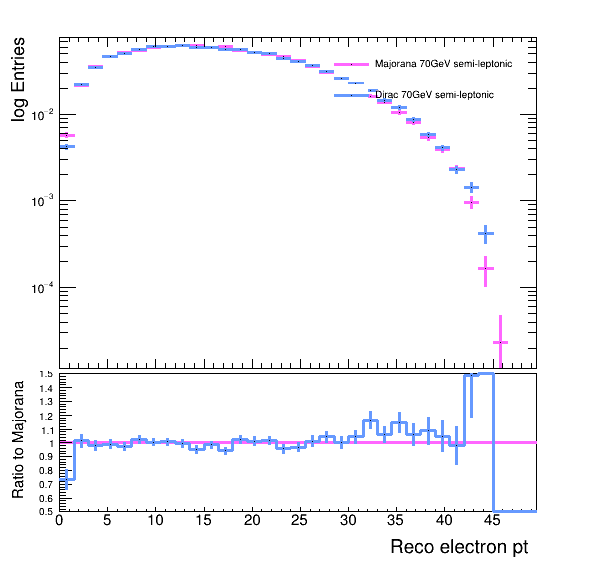 log Entries
Majorana 70GeV semi-leptonic
Dirac 70GeV semi-leptonic
10⁻²
10⁻³
10⁻⁴
Ratio to Majorana
1.5
1.4
1.3
1.2
1.1
1
0.9
0.8
0.7
0.6
0.5
0 5 10 15 20 25 30 35 40 45
Reco electron pt